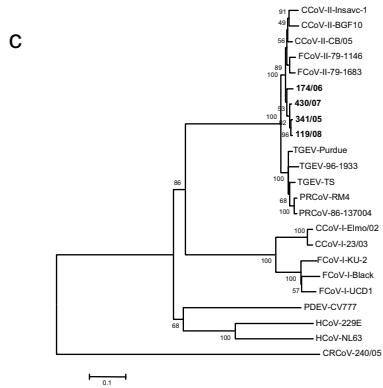 C
CCoV-II-Insavc-1
CCoV-II-BGF10
CCoV-II-CB/05
FCoV-II-79-1146
FCoV-II-79-1683
174/06
430/07
341/05
119/08
TGEV-Purdue
TGEV-96-1933
TGEV-TS
PRCoV-RM4
PRCoV-86-137004
CCoV-I-Elmo/02
CCoV-I-23/03
FCoV-I-KU-2
FCoV-I-Black
FCoV-I-UCD1
PDEV-CV777
HCoV-229E
HCoV-NL63
CRCoV-240/05
91
49
56
89
100
53
100
96
100
68
100
86
100
100
100
57
68
100
0.1